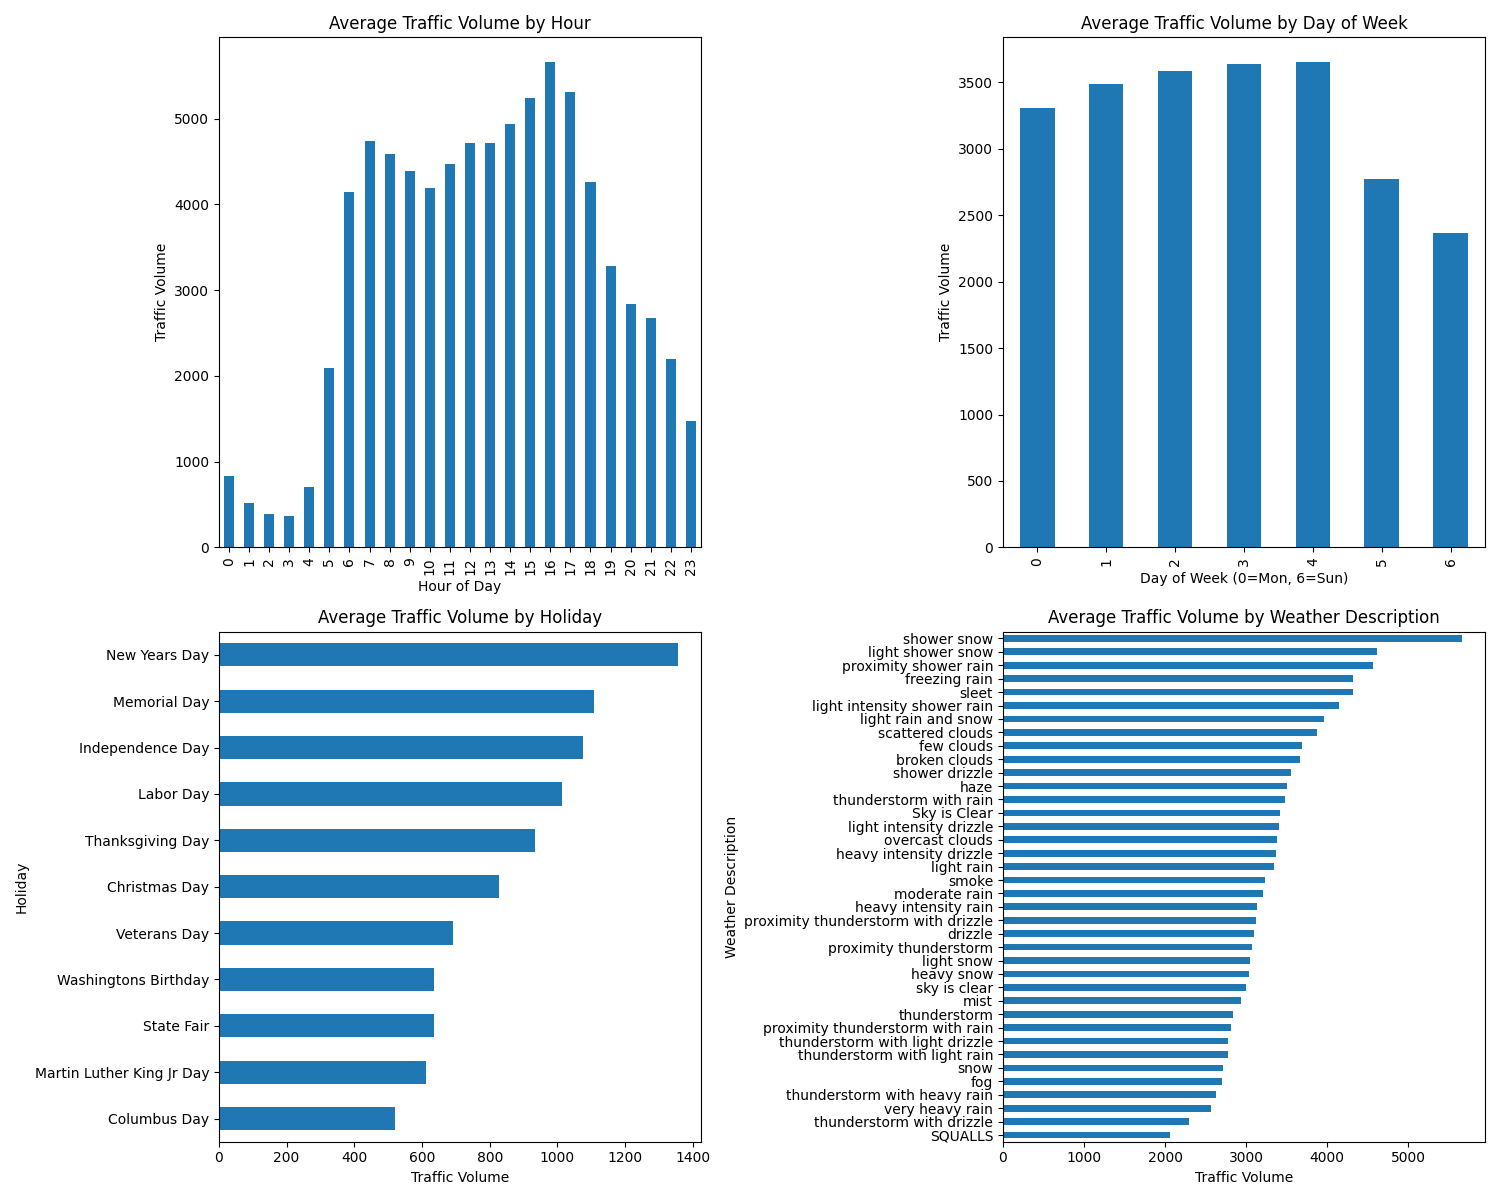 Average Traffic Volume by Hour
Traffic Volume
5000
4000
3000
2000
1000
0
0 1 2 3 4 5 6 7 8 9 10 11 12 13 14 15 16 17 18 19 20 21 22 23
Hour of Day
Average Traffic Volume by Day of Week
Traffic Volume
3500
3000
2500
2000
1500
1000
500
0
0 1 2 3 4 5 6
Day of Week (0=Mon, 6=Sun)
Average Traffic Volume by Holiday
Holiday
New Years Day
Memorial Day
Independence Day
Labor Day
Thanksgiving Day
Christmas Day
Veterans Day
Washingtons Birthday
State Fair
Martin Luther King Jr Day
Columbus Day
0 200 400 600 800 1000 1200 1400
Traffic Volume
Average Traffic Volume by Weather Description
Weather Description
shower snow
light shower snow
proximity shower rain
freezing rain
sleet
light intensity shower rain
light rain and snow
scattered clouds
few clouds
broken clouds
shower drizzle
haze
thunderstorm with rain
Sky is Clear
light intensity drizzle
overcast clouds
heavy intensity drizzle
light rain
smoke
moderate rain
heavy intensity rain
proximity thunderstorm with drizzle
drizzle
proximity thunderstorm
light snow
heavy snow
sky is clear
mist
thunderstorm
proximity thunderstorm with rain
thunderstorm with light drizzle
thunderstorm with light rain
snow
fog
thunderstorm with heavy rain
very heavy rain
thunderstorm with drizzle
SQUALLS
0 1000 2000 3000 4000 5000
Traffic Volume